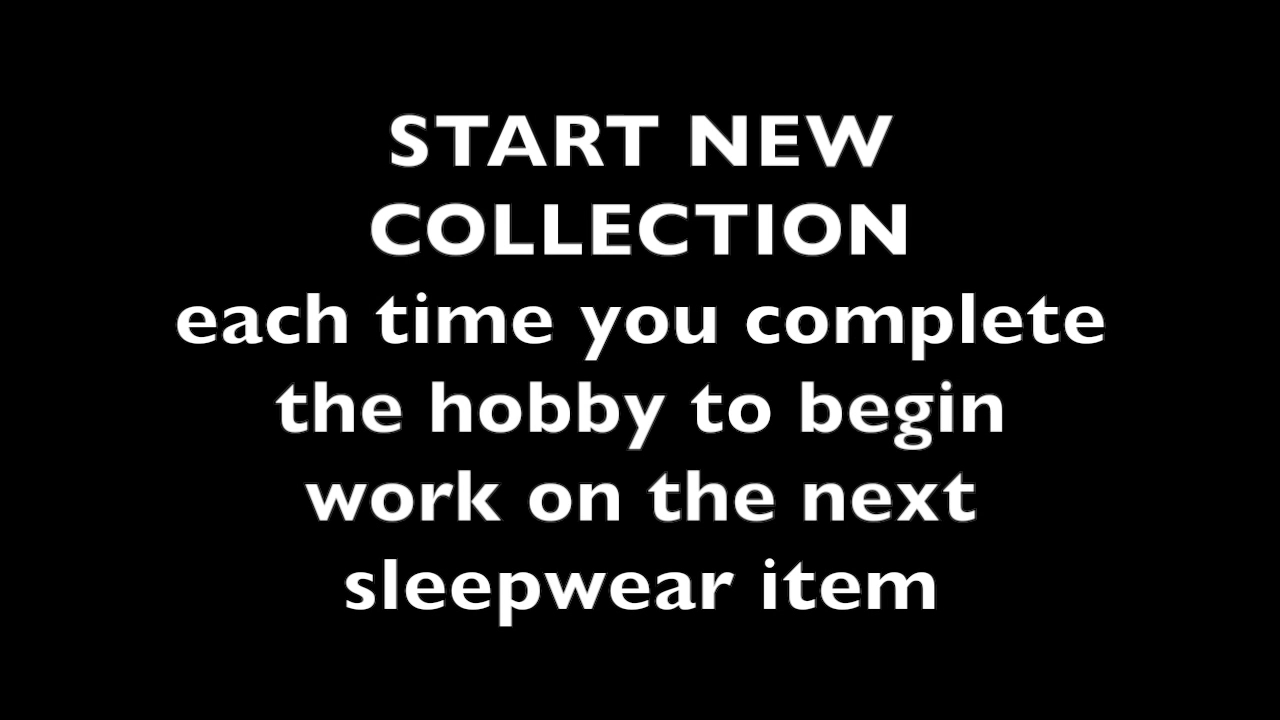 START NEW
COLLECTION
each time you complete
the hobby to begin
work on the next
sleepwear item